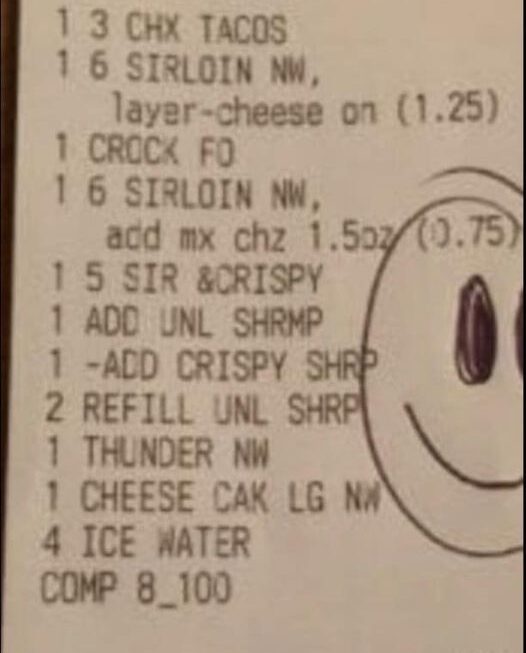 1 3 CHX TACOS
1 6 SIRLOIN NW,
layer-cheese on (1.25)
1 CROCK FO
1 6 SIRLOIN NW,
add mx chz 1.5oz (0.75)
1 5 SIR &CRISPY
1 ADD UNL SHRMP
1 -ADD CRISPY SHRP
2 REFILL UNL SHRP
1 THUNDER NW
1 CHEESE CAK LG NW
4 ICE WATER
COMP 8_100